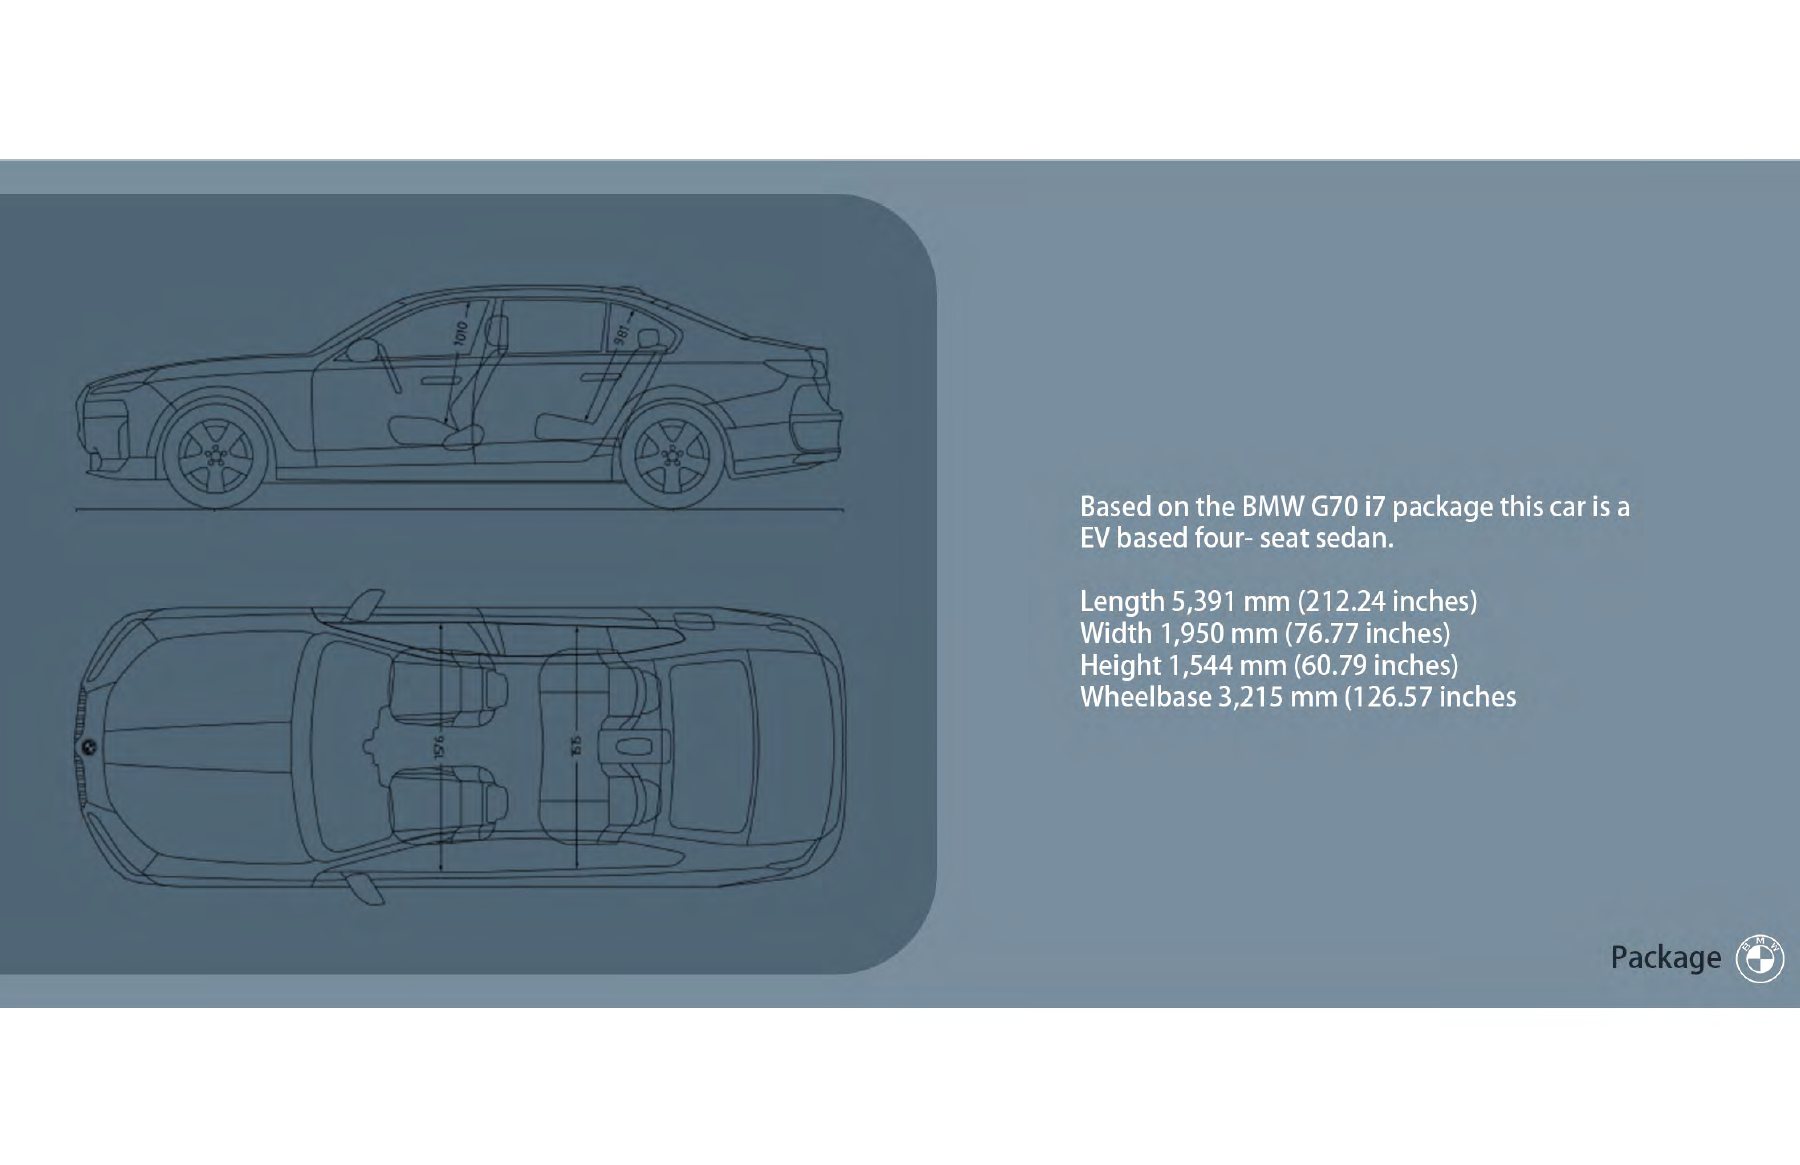 1010
981
1576
Based on the BMW G70 i7 package this car is a
EV based four- seat sedan.
Length 5,391 mm (212.24 inches)
Width 1,950 mm (76.77 inches)
Height 1,544 mm (60.79 inches)
Wheelbase 3,215 mm (126.57 inches
Package
BMW